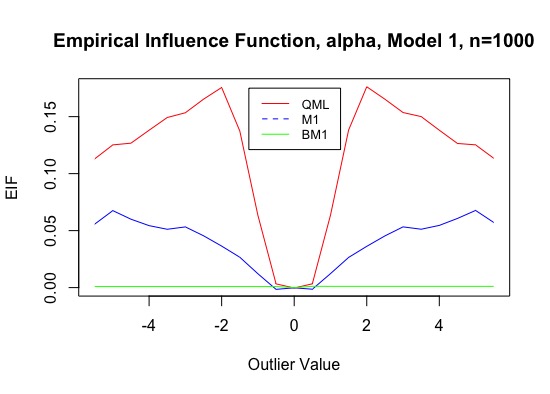 Empirical Influence Function, alpha, Model 1, n=1000
EIF
0.15
0.10
0.05
0.00
QML
M1
BM1
-4 -2 0 2 4
Outlier Value